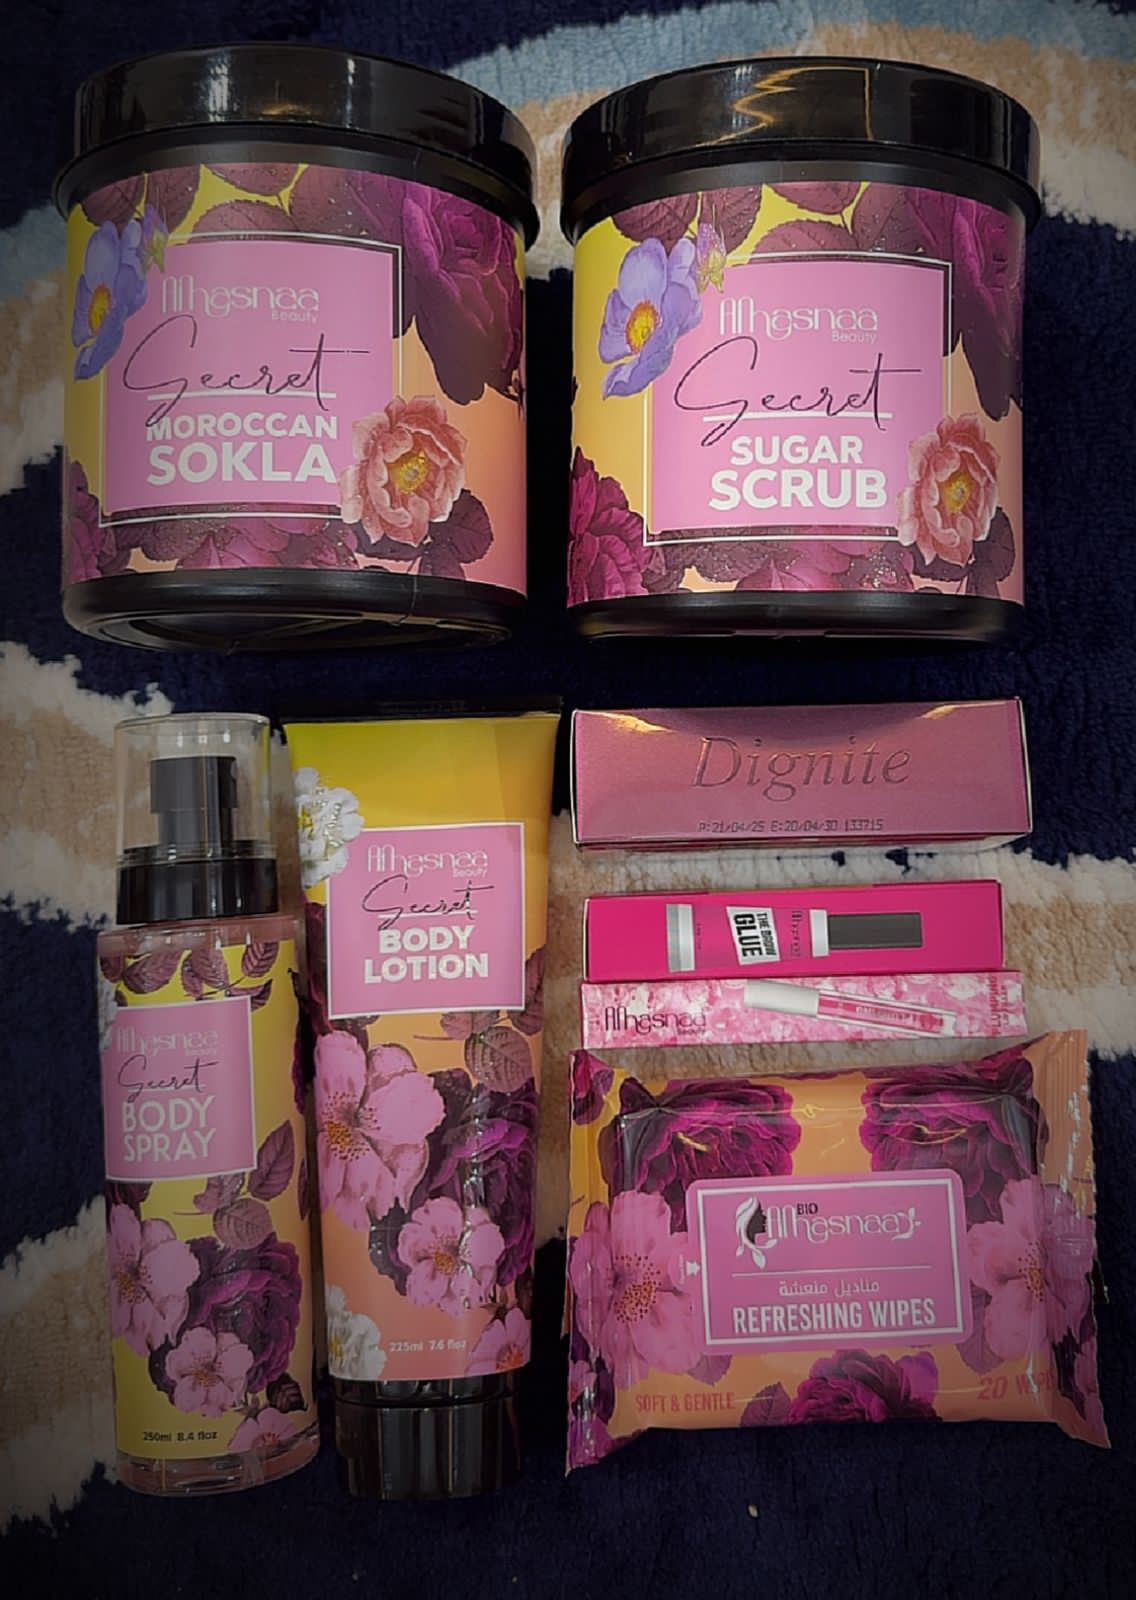 Alhasnaa
Beauty
Secret
MOROCCAN
SOKLA
Alhasnaa
Beauty
Secret
SUGAR
SCRUB
Dignite
P:21/04/25 E:20/04/30 133715
Alhasnaa
Beauty
Secret
BODY
LOTION
225ml 7.6 floz
Alhasnaa
Beauty
Secret
BODY
SPRAY
250ml 8.4 floz
THE BROW
GLUE
Alhasnaa
PLUMPING
BIO
Alhasnaa
مناديل منعشة
REFRESHING WIPES
SOFT & GENTLE
20 WIPES